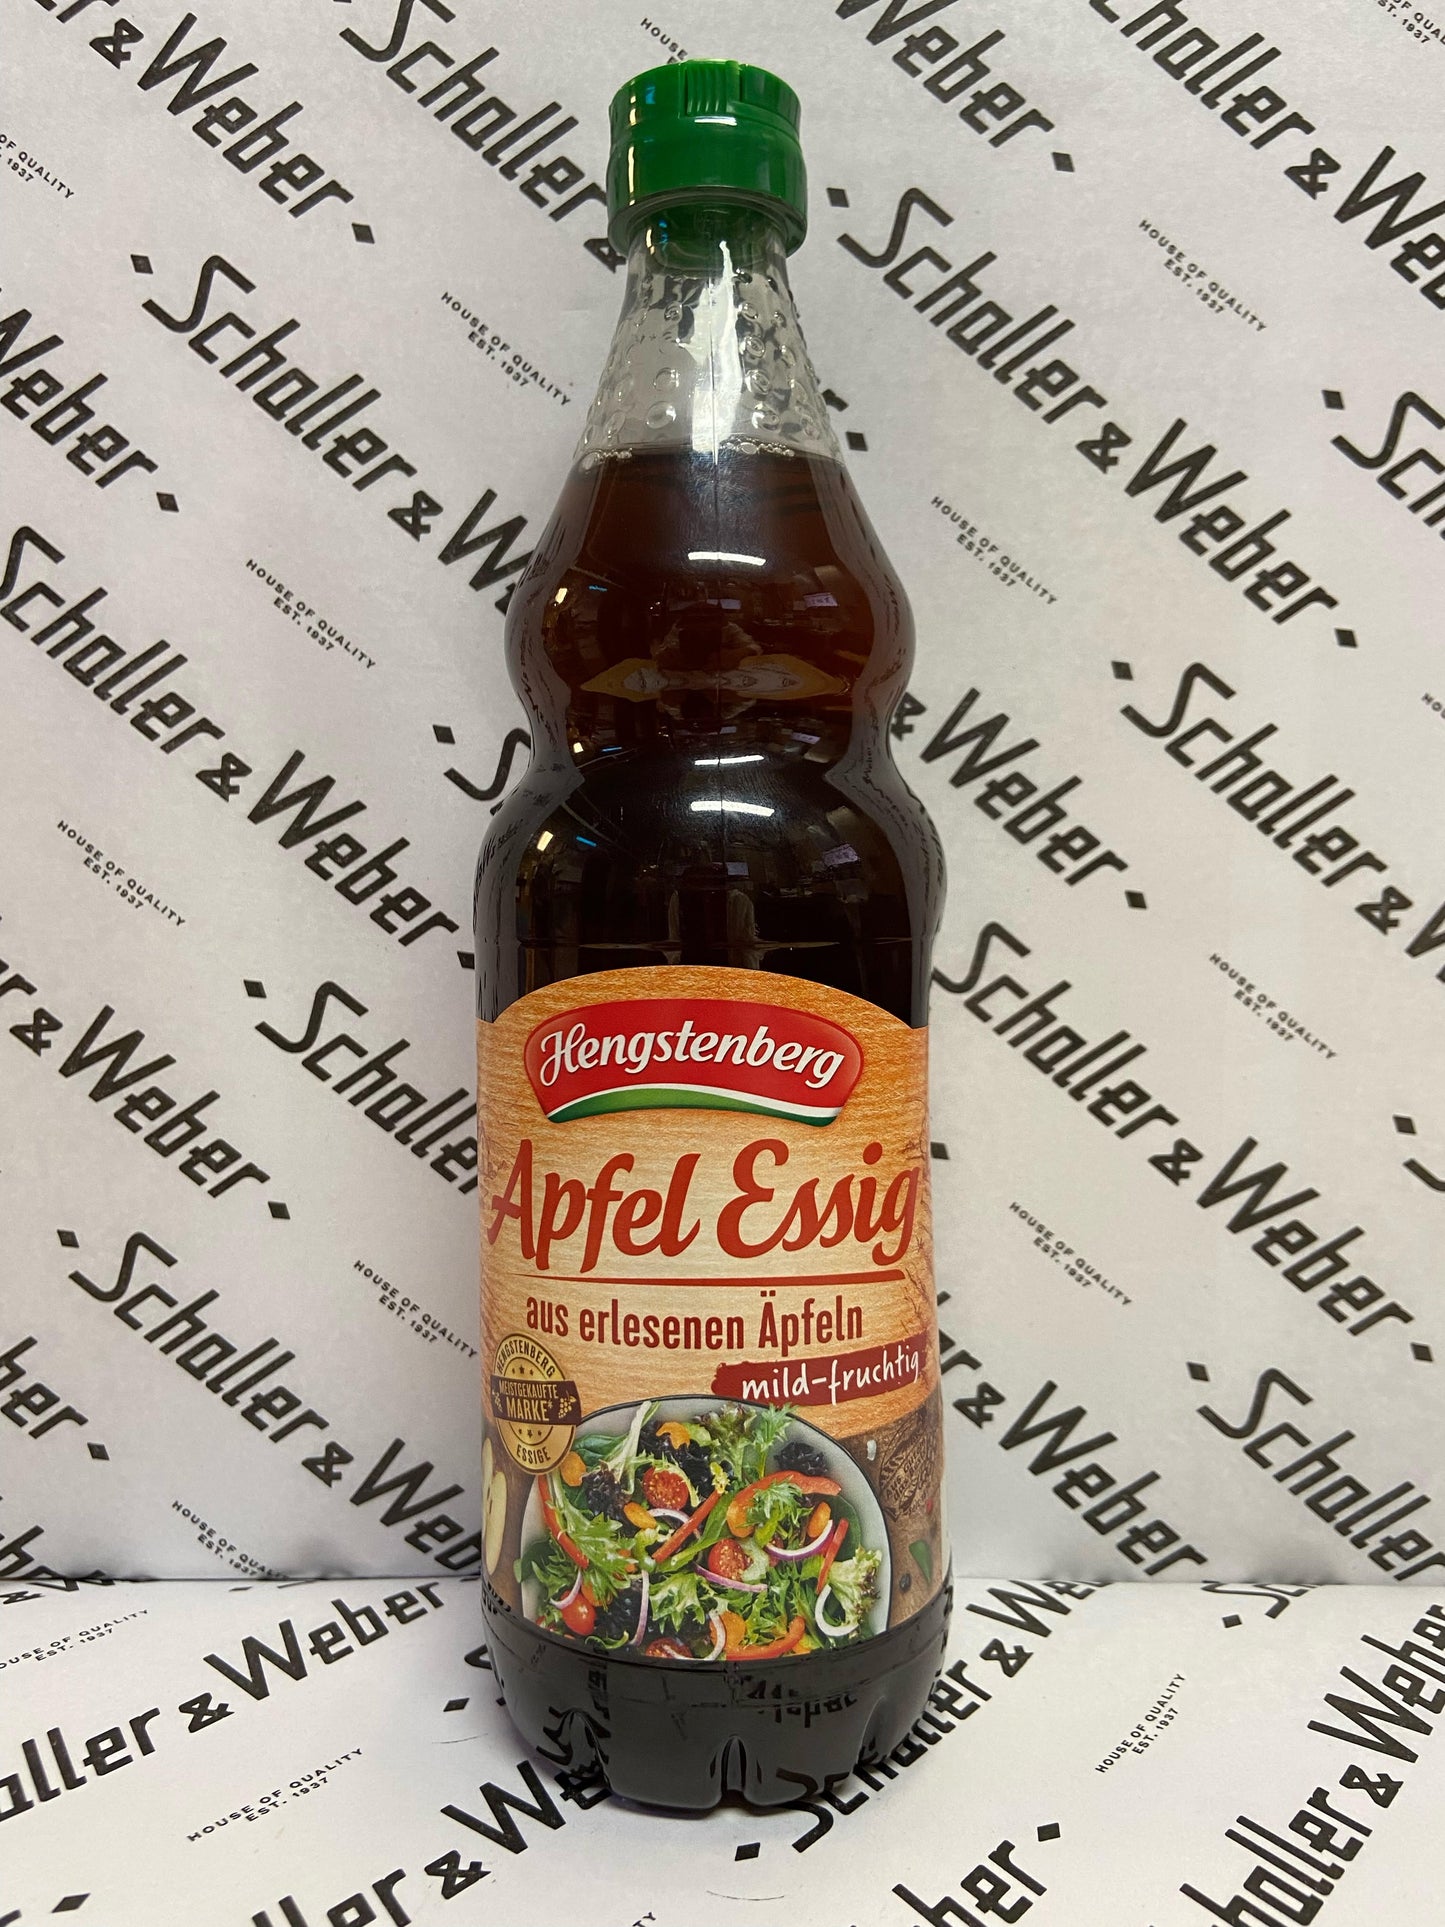 Schaller & Weber
HOUSE OF QUALITY
EST. 1937
Hengstenberg
Apfel Essig
aus erlesenen Äpfeln
mild-fruchtig
HENGSTENBERG
MEISTGEKAUFTE
MARKE*
ESSIGE